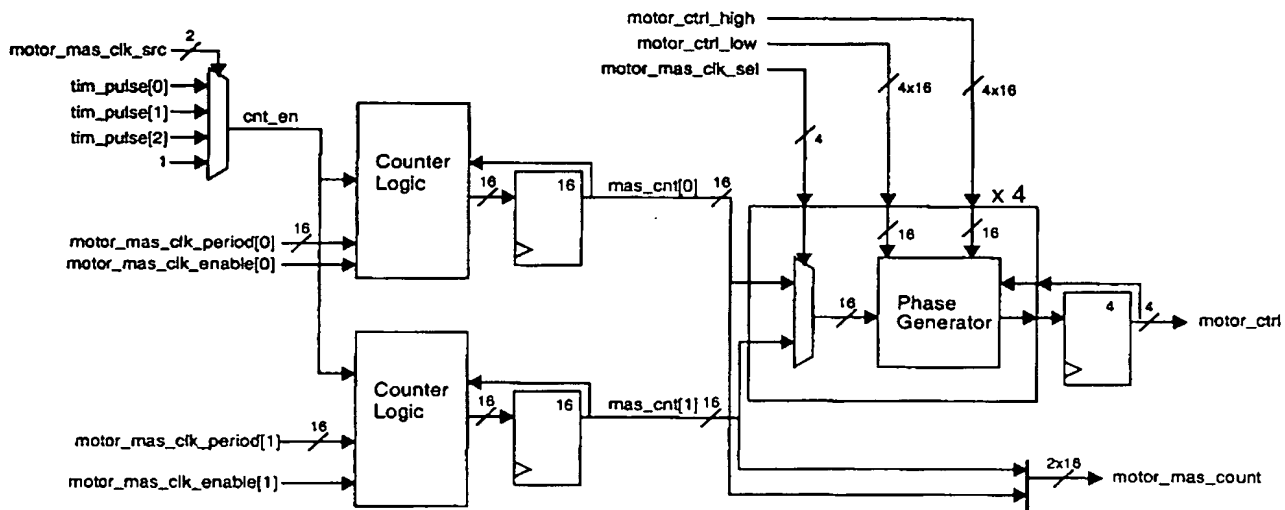 motor_ctrl_high
motor_ctrl_low
motor_mas_clk_sel
motor_mas_clk_src
2
tim_pulse[0]
tim_pulse[1]
tim_pulse[2]
1
cnt_en
4x16
4x16
4
Counter
Logic
16
16
mas_cnt[0]
16
x 4
motor_mas_clk_period[0]
16
motor_mas_clk_enable[0]
16
16
16
Phase
Generator
4
4
motor_ctrl
Counter
Logic
16
16
mas_cnt[1]
16
motor_mas_clk_period[1]
16
motor_mas_clk_enable[1]
2x16
motor_mas_count